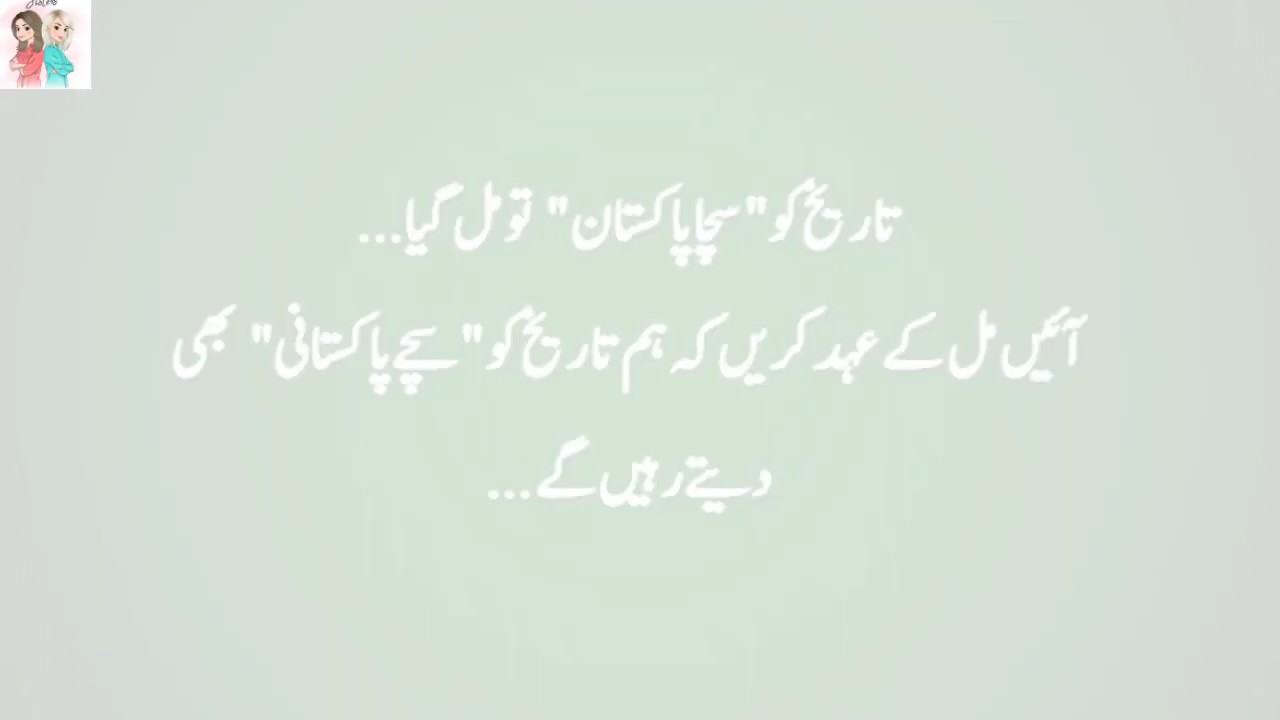 تاریخ کو "سچا پاکستان" تو مل گیا...
آئیں مل کے عہد کریں کہ ہم تاریخ کو "سچے پاکستانی" بھی
دیتے رہیں گے...